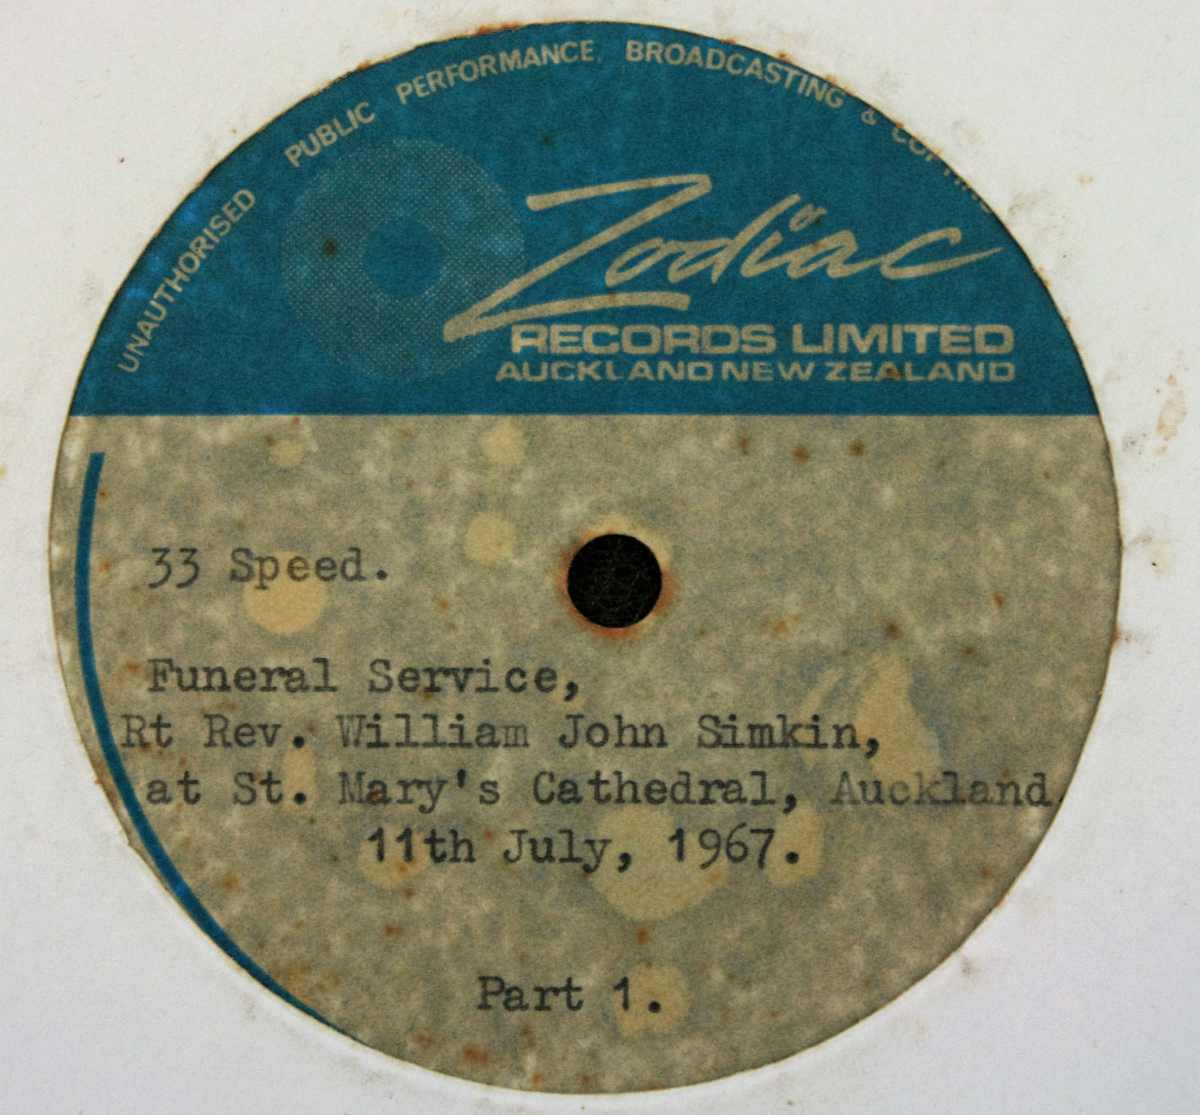 UNAUTHORISED PUBLIC PERFORMANCE, BROADCASTING & COPYING
Zodiac
RECORDS LIMITED
AUCKLAND NEW ZEALAND
33 Speed.
Funeral Service,
Rt Rev. William John Simkin,
at St. Mary's Cathedral, Auckland.
11th July, 1967.
Part 1.